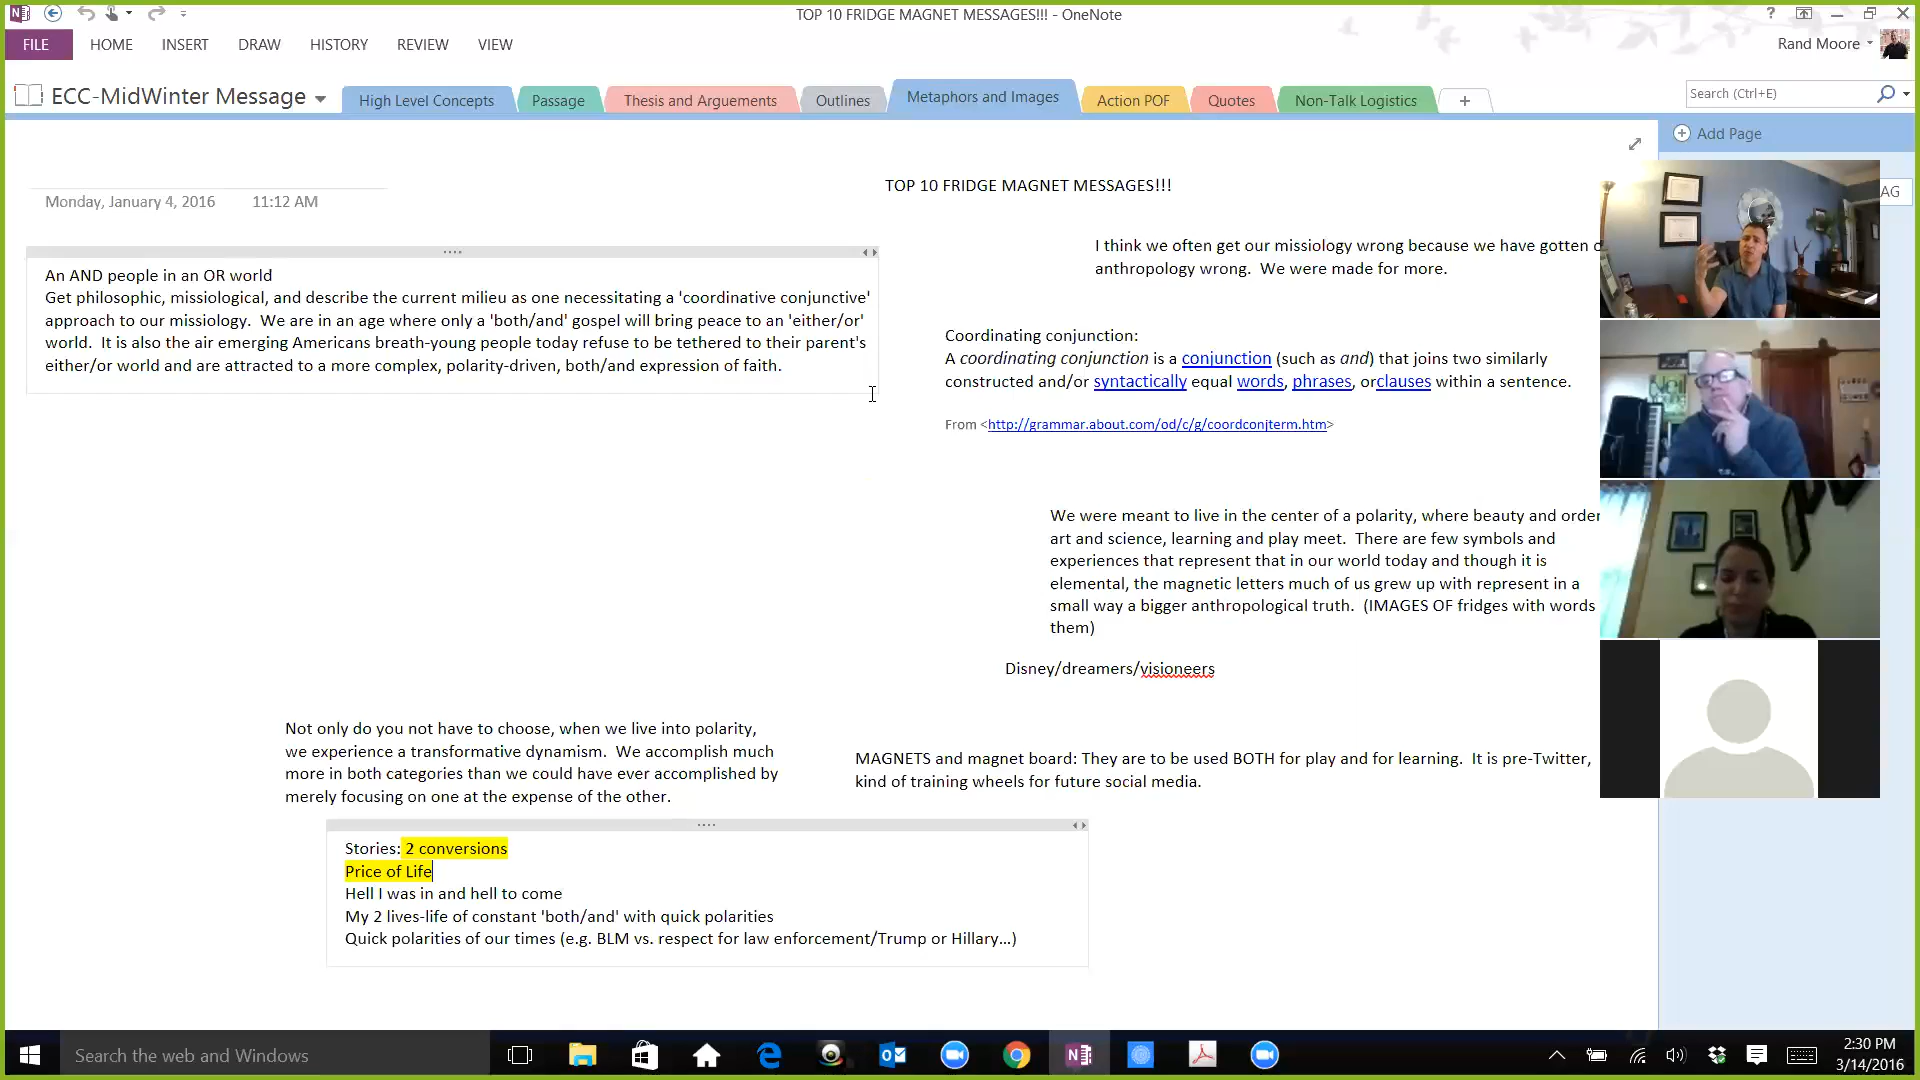 TOP 10 FRIDGE MAGNET MESSAGES!!! - OneNote
FILE
HOME
INSERT
DRAW
HISTORY
REVIEW
VIEW
Rand Moore
ECC-MidWinter Message
High Level Concepts
Passage
Thesis and Arguements
Outlines
Metaphors and Images
Action POF
Quotes
Non-Talk Logistics
Search (Ctrl+E)
Add Page
AG
TOP 10 FRIDGE MAGNET MESSAGES!!!
Monday, January 4, 2016
11:12 AM
An AND people in an OR world
Get philosophic, missiological, and describe the current milieu as one necessitating a 'coordinative conjunctive'
approach to our missiology.  We are in an age where only a 'both/and' gospel will bring peace to an 'either/or'
world.  It is also the air emerging Americans breath-young people today refuse to be tethered to their parent's
either/or world and are attracted to a more complex, polarity-driven, both/and expression of faith.
I think we often get our missiology wrong because we have gotten
anthropology wrong.  We were made for more.
Coordinating conjunction:
A coordinating conjunction is a conjunction (such as and) that joins two similarly
constructed and/or syntactically equal words, phrases, orclauses within a sentence.
From <http://grammar.about.com/od/c/g/coordconjterm.htm>
We were meant to live in the center of a polarity, where beauty and order
art and science, learning and play meet.  There are few symbols and
experiences that represent that in our world today and though it is
elemental, the magnetic letters much of us grew up with represent in a
small way a bigger anthropological truth.  (IMAGES OF fridges with words
them)
Disney/dreamers/visioneers
Not only do you not have to choose, when we live into polarity,
we experience a transformative dynamism.  We accomplish much
more in both categories than we could have ever accomplished by
merely focusing on one at the expense of the other.
MAGNETS and magnet board: They are to be used BOTH for play and for learning.  It is pre-Twitter,
kind of training wheels for future social media.
Stories: 2 conversions
Price of Life
Hell I was in and hell to come
My 2 lives-life of constant 'both/and' with quick polarities
Quick polarities of our times (e.g. BLM vs. respect for law enforcement/Trump or Hillary...)
Search the web and Windows
2:30 PM
3/14/2016